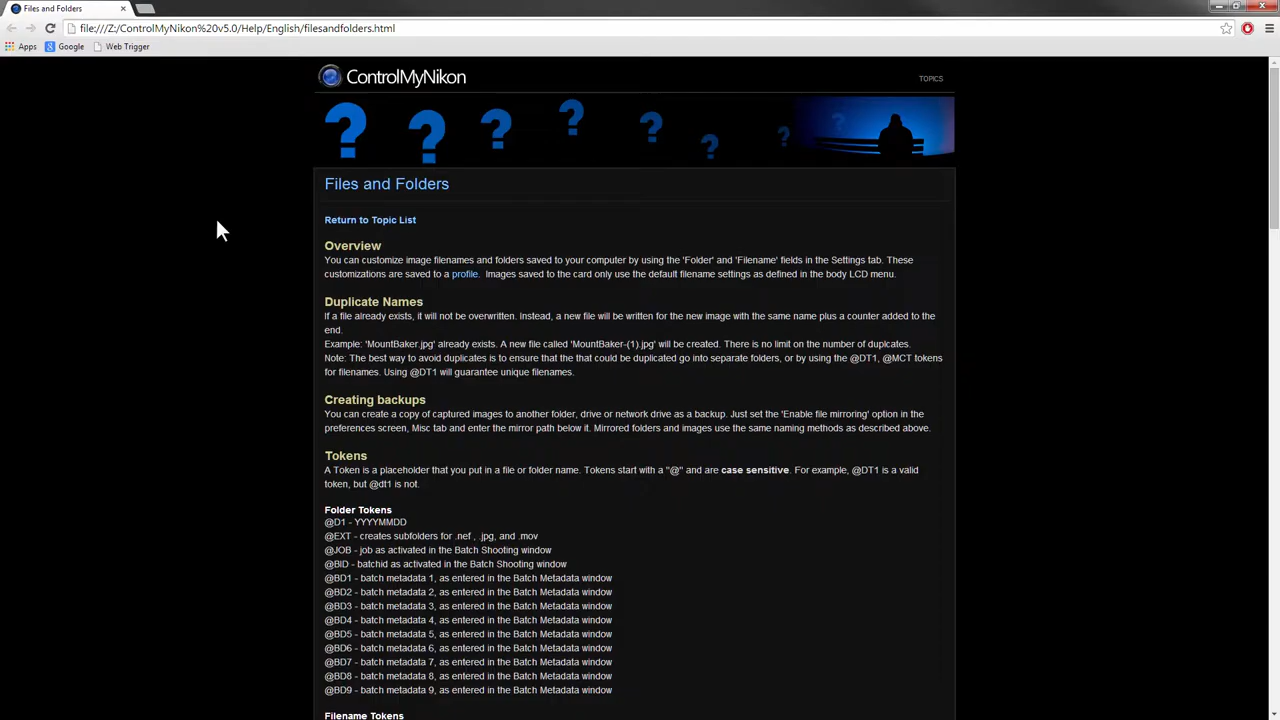 Files and Folders
file:///Z:/ControlMyNikon%20v5.0/Help/English/filesandfolders.html
Apps Google Web Trigger
ControlMyNikon
TOPICS
? ? ? ? ? ? ? ?
Files and Folders
Return to Topic List
Overview
You can customize image filenames and folders saved to your computer by using the 'Folder' and 'Filename' fields in the Settings tab. These
customizations are saved to a profile. Images saved to the card only use the default filename settings as defined in the body LCD menu.
Duplicate Names
If a file already exists, it will not be overwritten. Instead, a new file will be written for the new image with the same name plus a counter added to the
end.
Example: 'MountBaker.jpg' already exists. A new file called 'MountBaker-(1).jpg' will be created. There is no limit on the number of duplicates.
Note: The best way to avoid duplicates is to ensure that the that could be duplicated go into separate folders, or by using the @DT1, @MCT tokens
for filenames. Using @DT1 will guarantee unique filenames.
Creating backups
You can create a copy of captured images to another folder, drive or network drive as a backup. Just set the 'Enable file mirroring' option in the
preferences screen, Misc tab and enter the mirror path below it. Mirrored folders and images use the same naming methods as described above.
Tokens
A Token is a placeholder that you put in a file or folder name. Tokens start with a "@" and are case sensitive. For example, @DT1 is a valid
token, but @dt1 is not.
Folder Tokens
@D1 - YYYYMMDD
@EXT - creates subfolders for .nef , .jpg, and .mov
@JOB - job as activated in the Batch Shooting window
@BID - batchid as activated in the Batch Shooting window
@BD1 - batch metadata 1, as entered in the Batch Metadata window
@BD2 - batch metadata 2, as entered in the Batch Metadata window
@BD3 - batch metadata 3, as entered in the Batch Metadata window
@BD4 - batch metadata 4, as entered in the Batch Metadata window
@BD5 - batch metadata 5, as entered in the Batch Metadata window
@BD6 - batch metadata 6, as entered in the Batch Metadata window
@BD7 - batch metadata 7, as entered in the Batch Metadata window
@BD8 - batch metadata 8, as entered in the Batch Metadata window
@BD9 - batch metadata 9, as entered in the Batch Metadata window
Filename Tokens